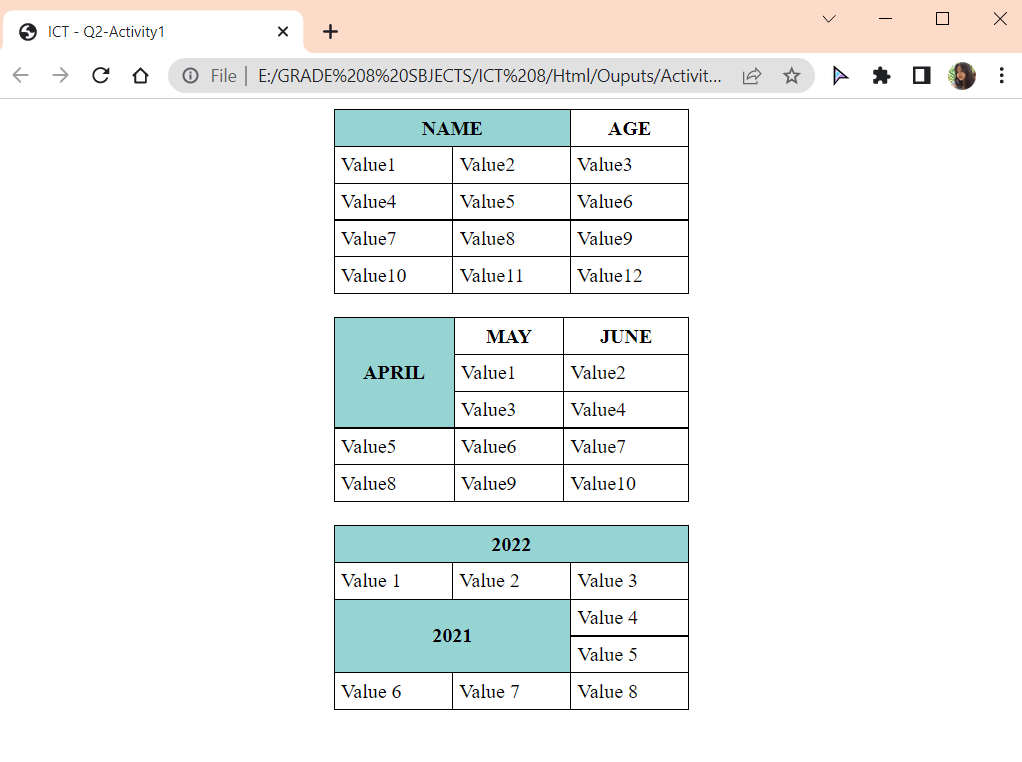 ICT - Q2-Activity1
File | E:/GRADE%208%20SBJECTS/ICT%208/Html/Ouputs/Activit...
NAME AGE
Value1 Value2 Value3
Value4 Value5 Value6
Value7 Value8 Value9
Value10 Value11 Value12
MAY JUNE
APRIL Value1 Value2
Value3 Value4
Value5 Value6 Value7
Value8 Value9 Value10
2022
Value 1 Value 2 Value 3
Value 4
2021
Value 5
Value 6 Value 7 Value 8